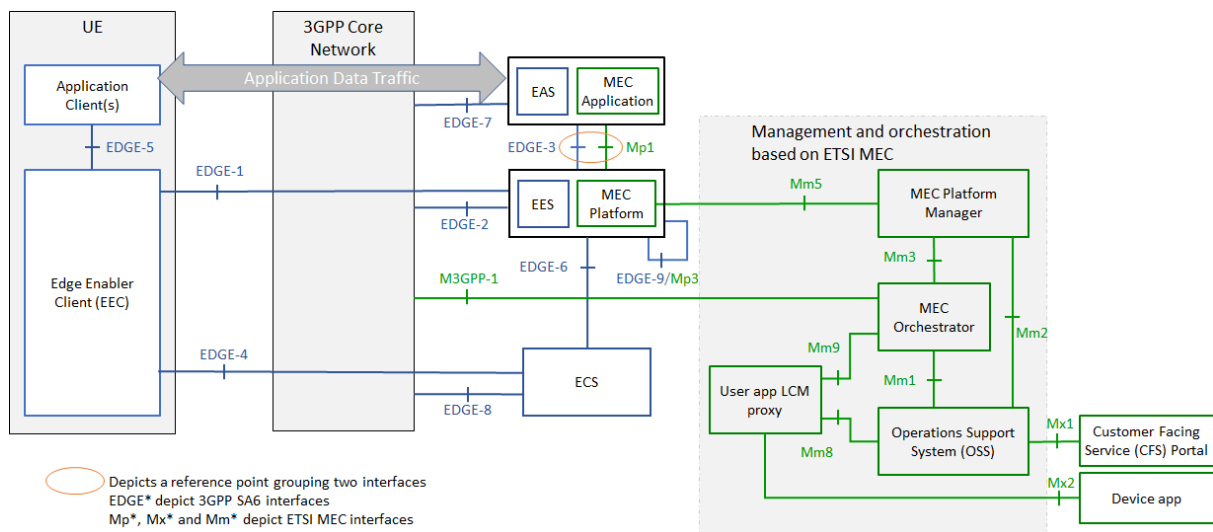 UE
3GPP Core
Network
Application Data Traffic
Application
Client(s)
EAS
MEC
Application
EDGE-7
EDGE-5
EDGE-3
Mp1
Management and orchestration
based on ETSI MEC
EDGE-1
Mm5
EES
MEC
Platform
MEC Platform
Manager
EDGE-2
EDGE-6
EDGE-9/Mp3
Mm3
M3GPP-1
Edge Enabler
Client (EEC)
MEC
Orchestrator
Mm2
Mm9
EDGE-4
ECS
Mm1
User app LCM
proxy
EDGE-8
Mm8
Operations Support
System (OSS)
Mx1
Customer Facing
Service (CFS) Portal
Mx2
Device app
Depicts a reference point grouping two interfaces
EDGE* depict 3GPP SA6 interfaces
Mp*, Mx* and Mm* depict ETSI MEC interfaces